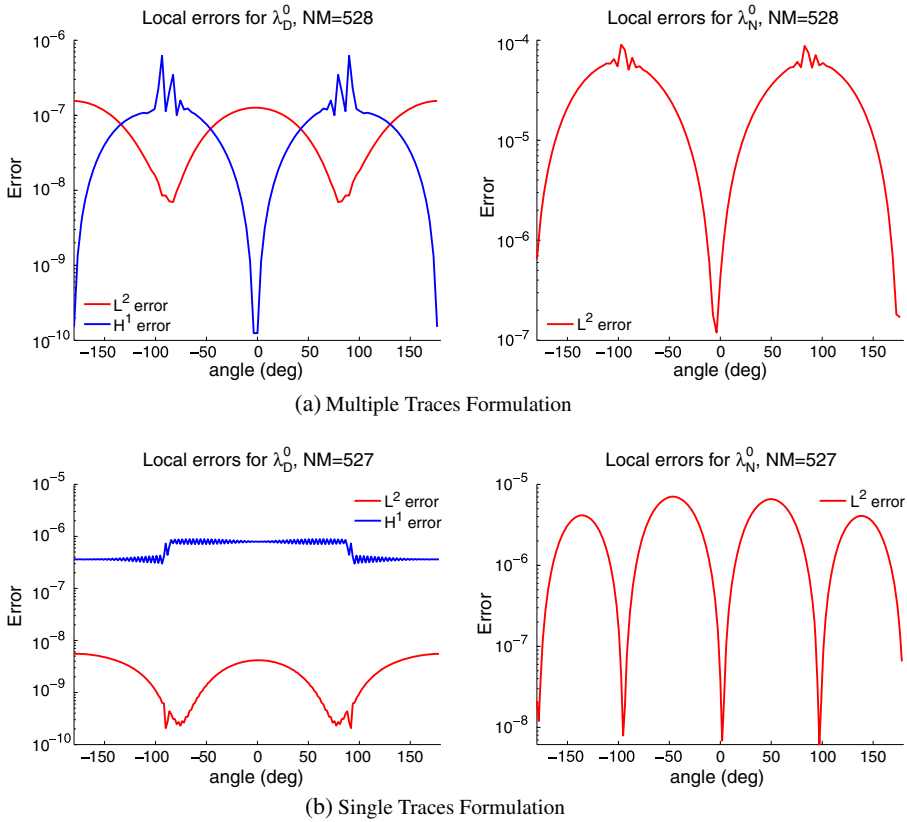 Local errors for λ_D^0, NM=528
10^-6
10^-7
10^-8
10^-9
10^-10
Error
L^2 error
H^1 error
−150 −100 −50 0 50 100 150
angle (deg)
Local errors for λ_N^0, NM=528
10^-4
10^-5
10^-6
10^-7
Error
L^2 error
−150 −100 −50 0 50 100 150
angle (deg)
(a) Multiple Traces Formulation
Local errors for λ_D^0, NM=527
10^-5
10^-6
10^-7
10^-8
10^-9
10^-10
Error
L^2 error
H^1 error
−150 −100 −50 0 50 100 150
angle (deg)
Local errors for λ_N^0, NM=527
10^-5
10^-6
10^-7
10^-8
Error
L^2 error
−150 −100 −50 0 50 100 150
angle (deg)
(b) Single Traces Formulation